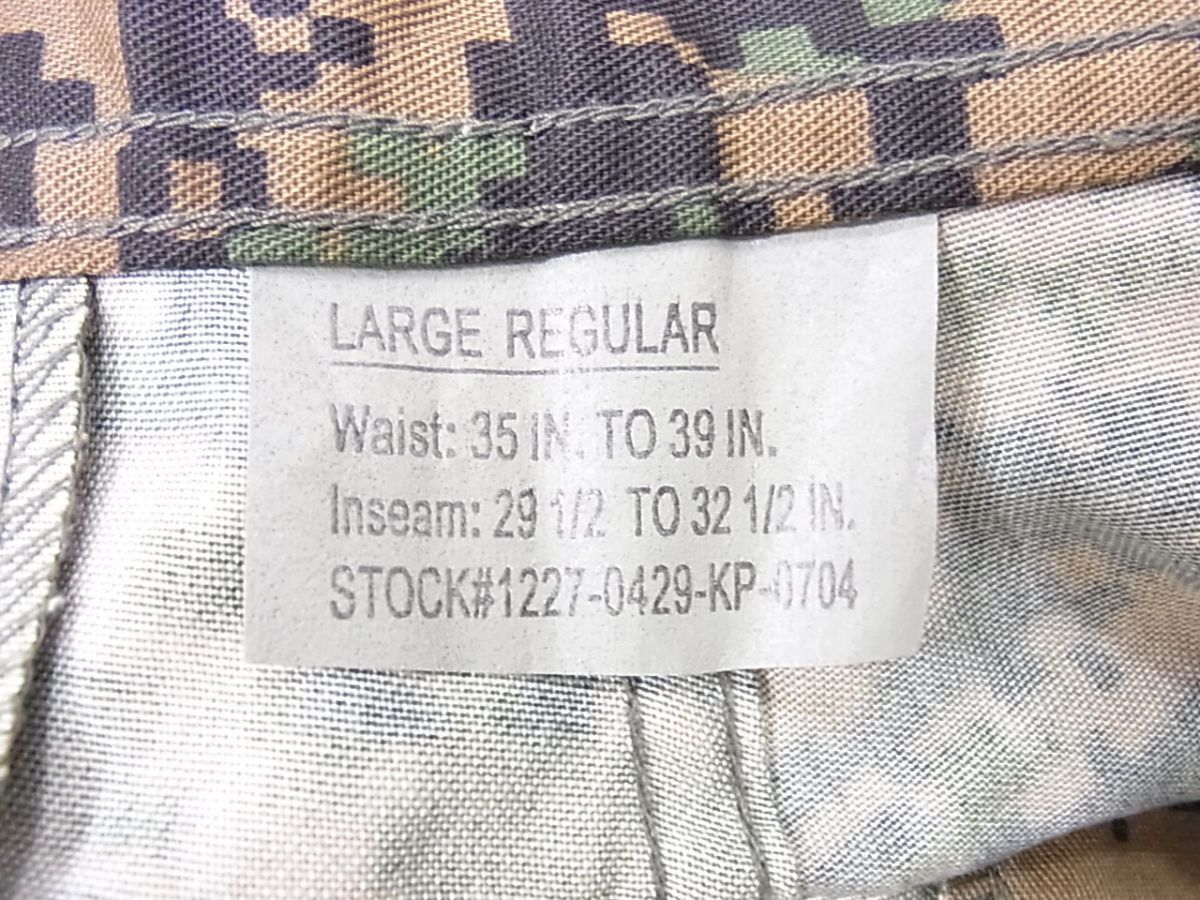 LARGE REGULAR
Waist: 35 IN. TO 39 IN.
Inseam: 29 1/2 TO 32 1/2 IN.
STOCK#1227-0429-KP-0704